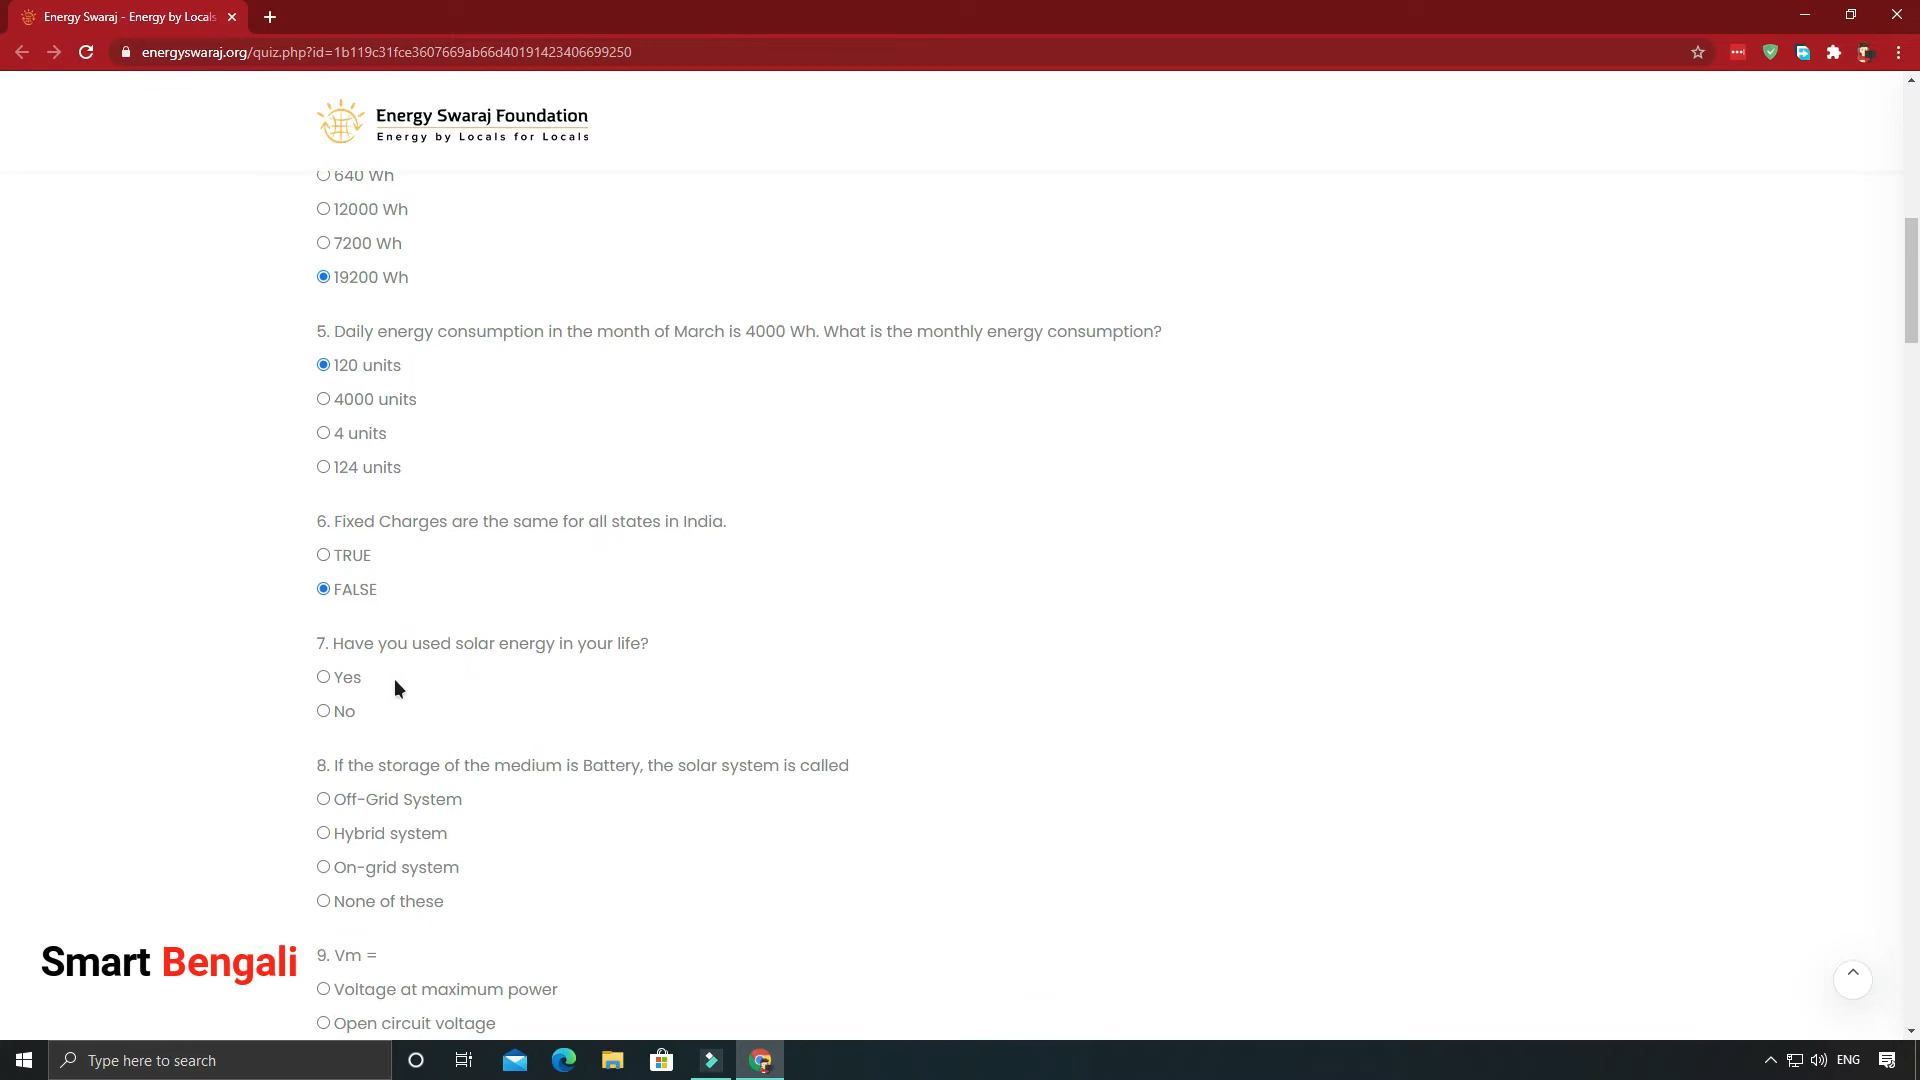 Energy Swaraj - Energy by Locals
energyswaraj.org/quiz.php?id=1b119c31fce3607669ab66d40191423406699250
Energy Swaraj Foundation
Energy by Locals for Locals
640 Wh
12000 Wh
7200 Wh
19200 Wh
5. Daily energy consumption in the month of March is 4000 Wh. What is the monthly energy consumption?
120 units
4000 units
4 units
124 units
6. Fixed Charges are the same for all states in India.
TRUE
FALSE
7. Have you used solar energy in your life?
Yes
No
8. If the storage of the medium is Battery, the solar system is called
Off-Grid System
Hybrid system
On-grid system
None of these
9. Vm =
Voltage at maximum power
Open circuit voltage
Smart Bengali
Type here to search
ENG